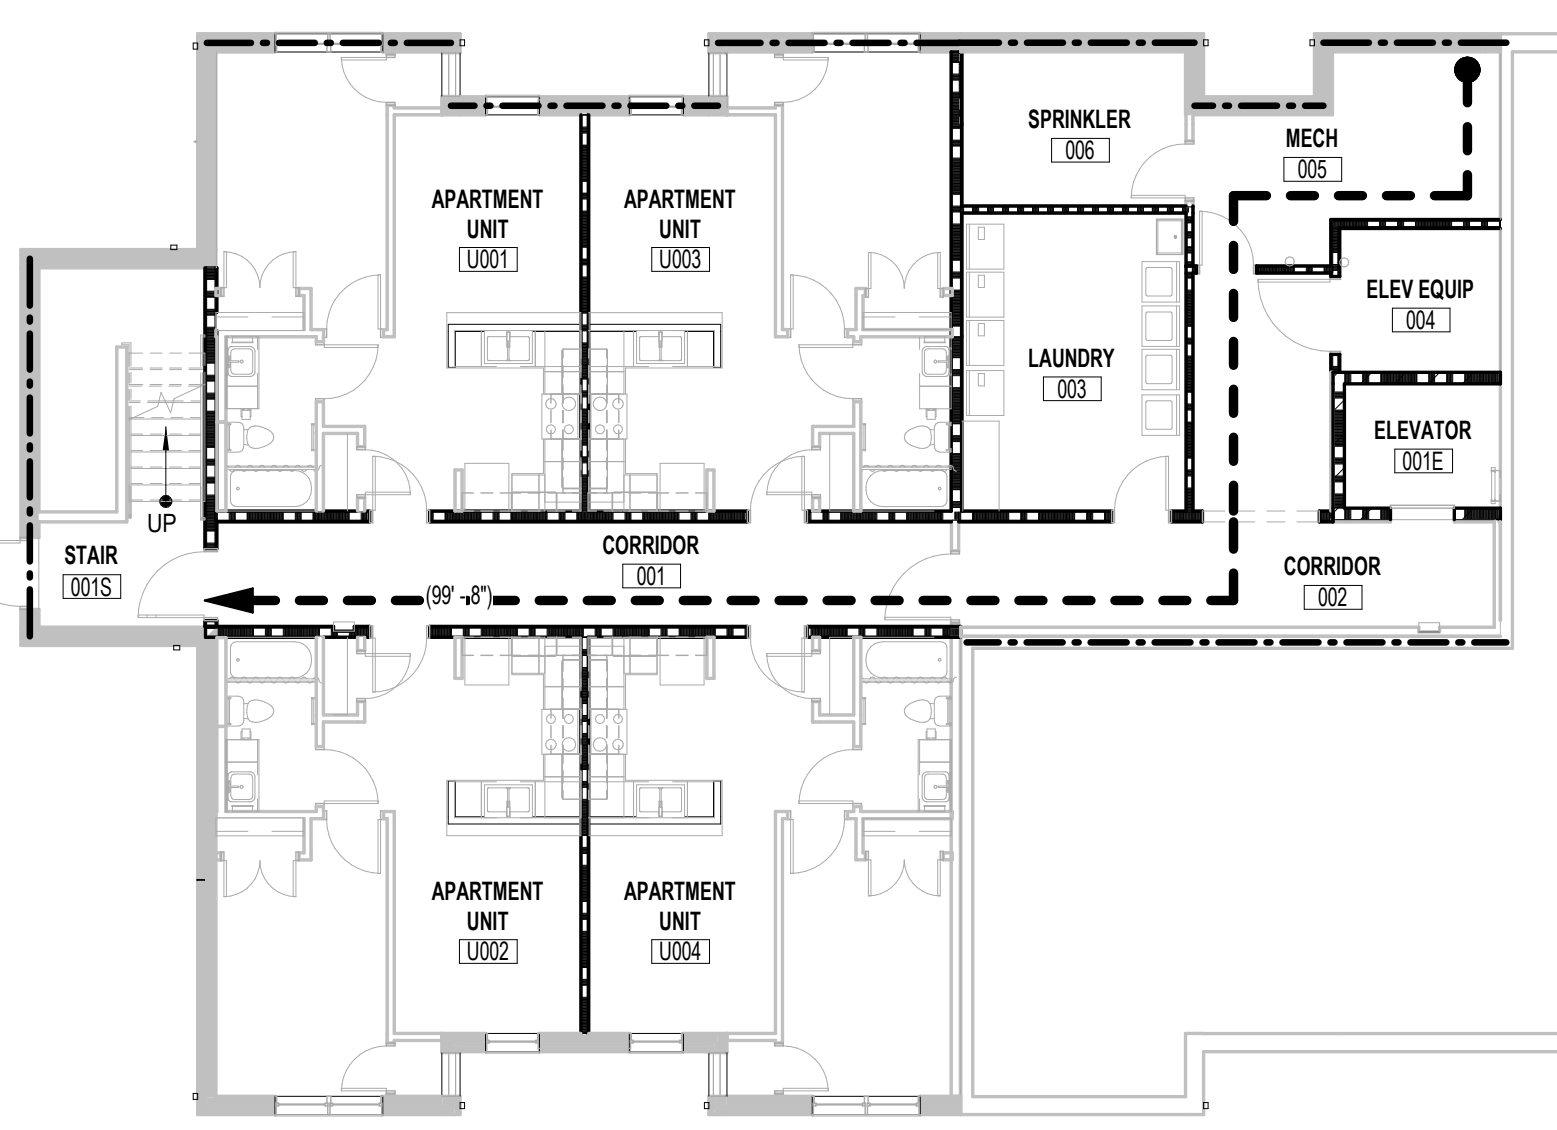 SPRINKLER
006
MECH
005
APARTMENT
UNIT
U001
APARTMENT
UNIT
U003
ELEV EQUIP
004
LAUNDRY
003
ELEVATOR
001E
UP
STAIR
001S
CORRIDOR
001
(99' - 8")
CORRIDOR
002
APARTMENT
UNIT
U002
APARTMENT
UNIT
U004